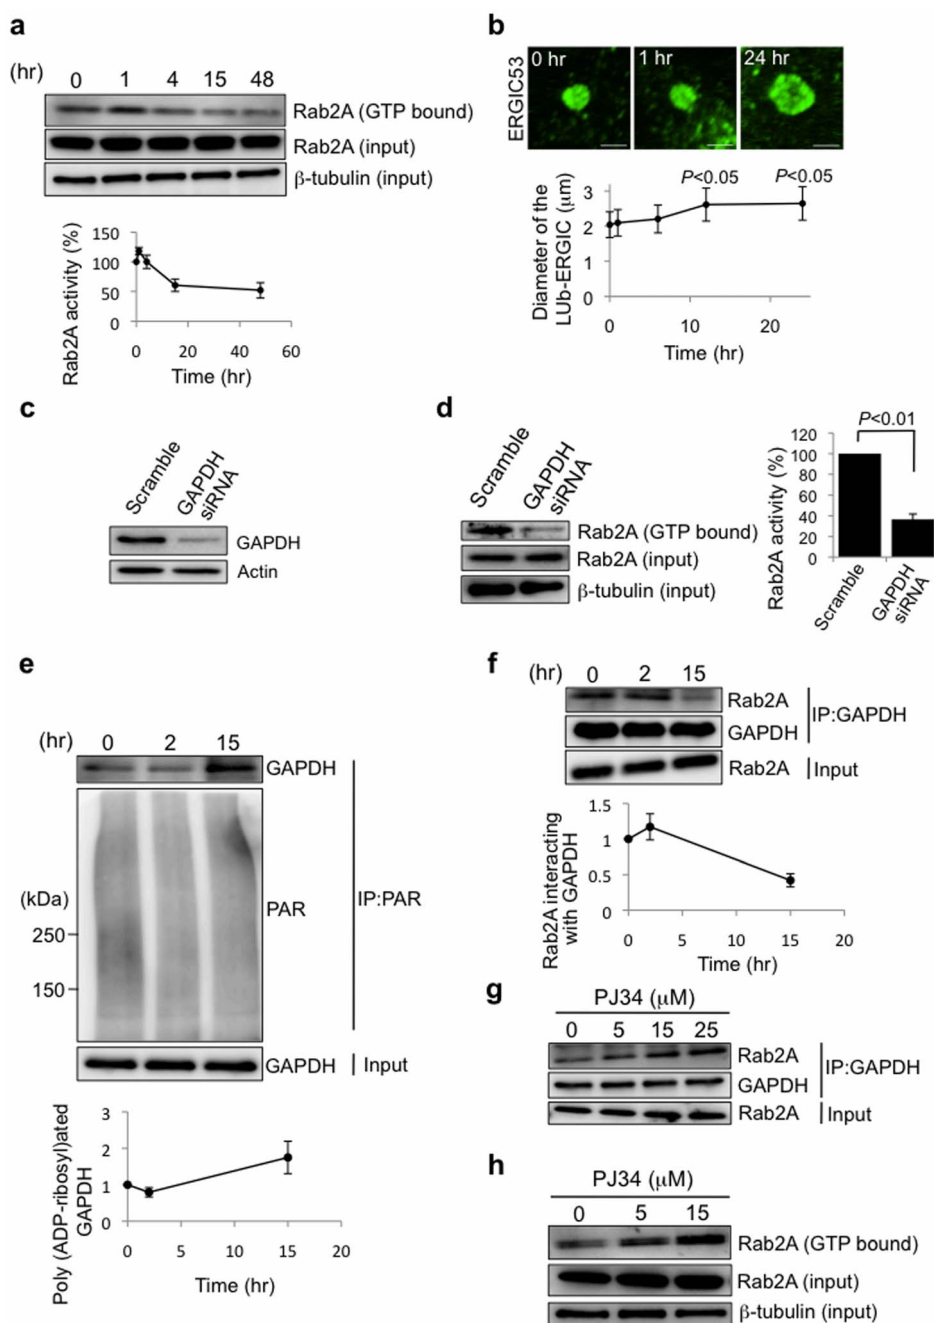 a
(hr) 0 1 4 15 48
Rab2A (GTP bound)
Rab2A (input)
β-tubulin (input)
Rab2A activity (%)
150
100
50
0
0 20 40 60
Time (hr)
b
ERGIC53
0 hr 1 hr 24 hr
Diameter of the
LUb-ERGIC (μm)
P<0.05 P<0.05
3
2
1
0
0 10 20
Time (hr)
c
Scramble
GAPDH
siRNA
GAPDH
Actin
d
Scramble
GAPDH
siRNA
Rab2A (GTP bound)
Rab2A (input)
β-tubulin (input)
Rab2A activity (%)
P<0.01
120
100
80
60
40
20
0
Scramble
GAPDH
siRNA
e
(hr) 0 2 15
GAPDH
PAR
IP:PAR
(kDa)
250
150
GAPDH Input
Poly (ADP-ribosyl)ated
GAPDH
3
2
1
0
0 5 10 15 20
Time (hr)
f
(hr) 0 2 15
Rab2A
GAPDH
IP:GAPDH
Rab2A Input
Rab2A interacting
with GAPDH
1.5
1
0.5
0
0 5 10 15 20
Time (hr)
g
PJ34 (μM)
0 5 15 25
Rab2A
GAPDH
IP:GAPDH
Rab2A Input
h
PJ34 (μM)
0 5 15
Rab2A (GTP bound)
Rab2A (input)
β-tubulin (input)